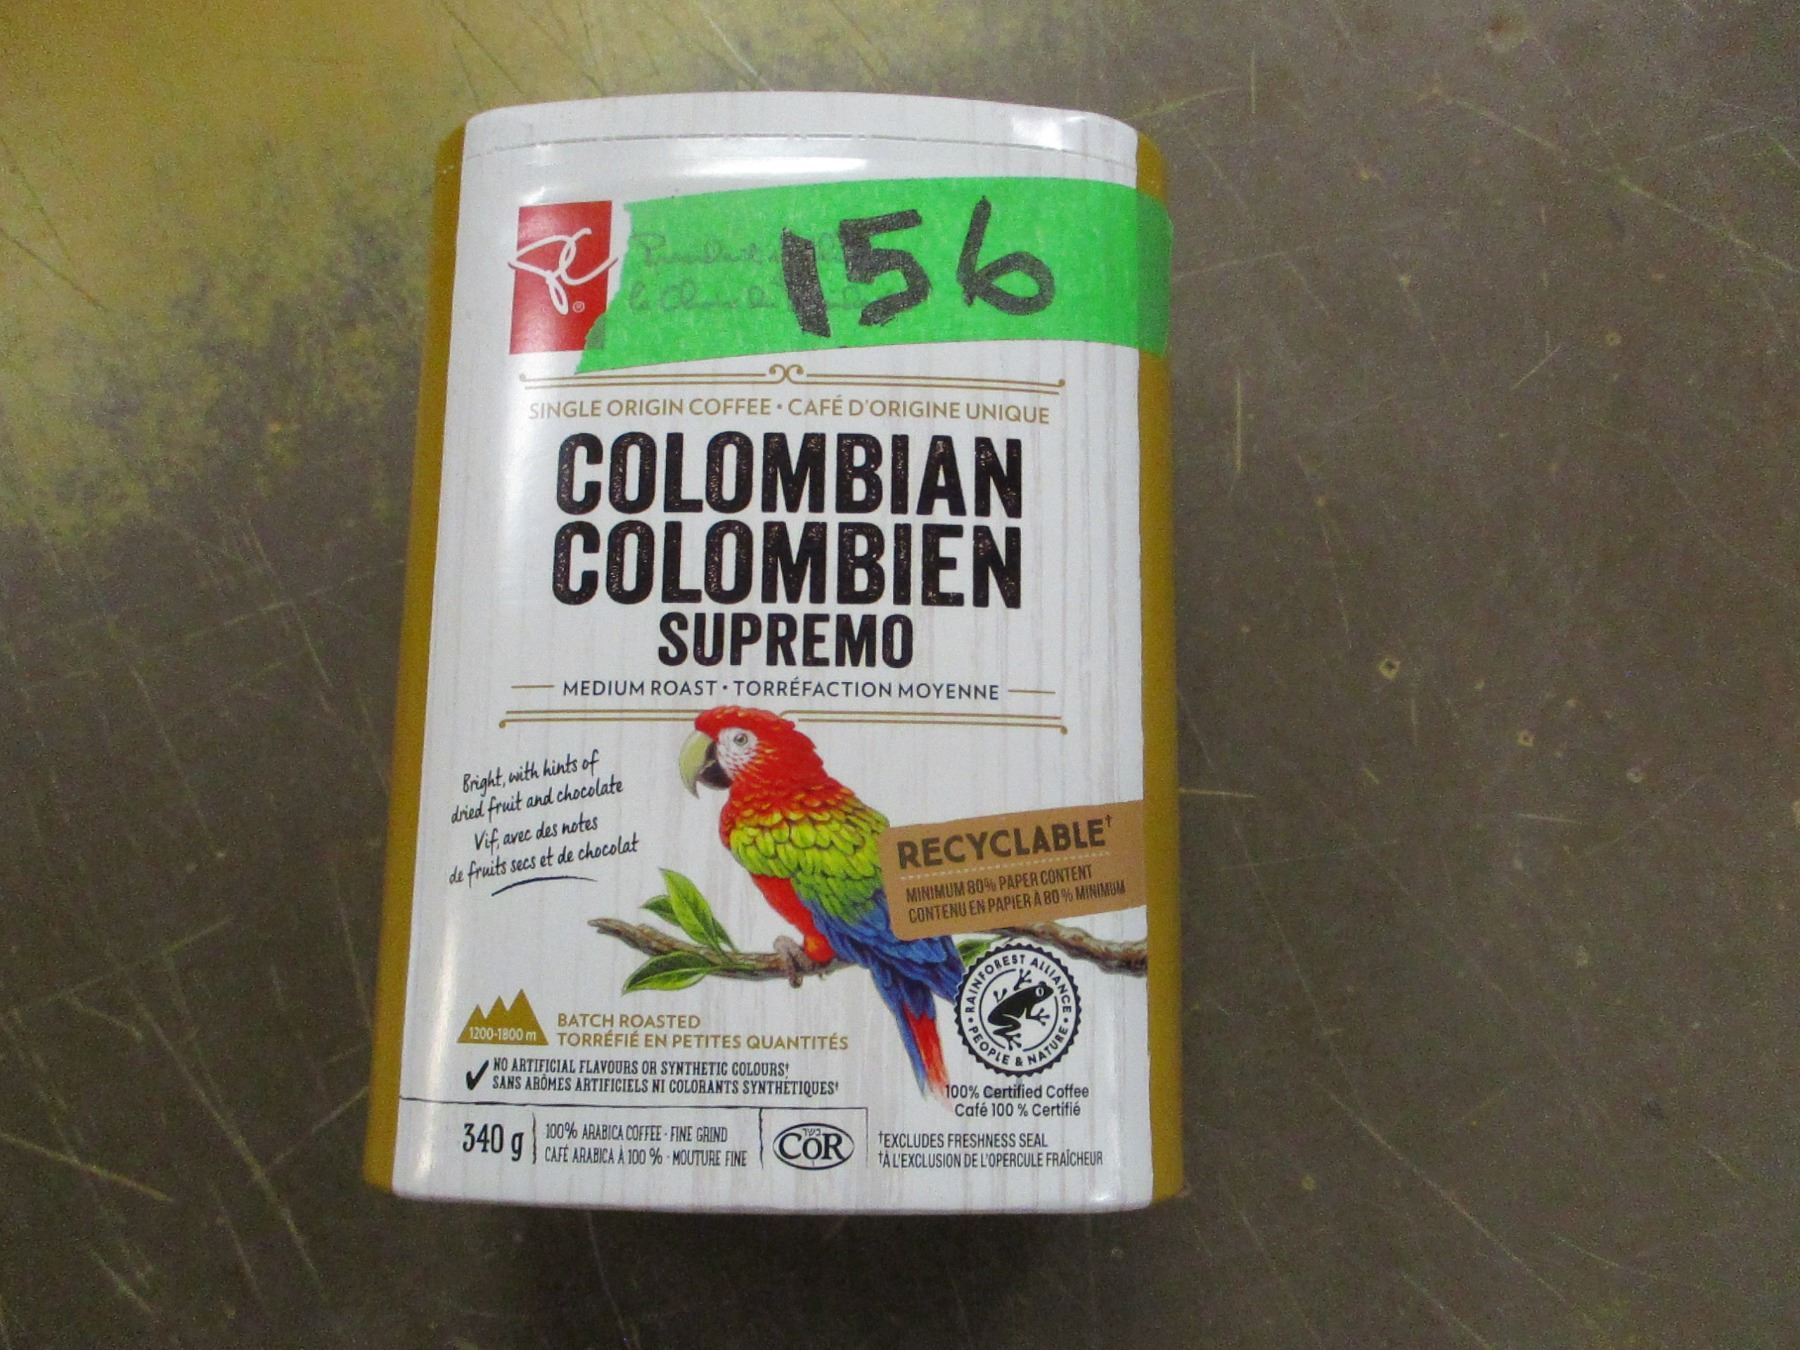 PC
®
156
SINGLE ORIGIN COFFEE • CAFÉ D'ORIGINE UNIQUE
COLOMBIAN
COLOMBIEN
SUPREMO
MEDIUM ROAST • TORRÉFACTION MOYENNE
Bright, with hints of
dried fruit and chocolate
Vif, avec des notes
de fruits secs et de chocolat
RECYCLABLE†
MINIMUM 80% PAPER CONTENT
CONTENU EN PAPIER À 80 % MINIMUM
RAINFOREST ALLIANCE
• PEOPLE & NATURE •
100% Certified Coffee
Café 100 % Certifié
1200-1800 m
BATCH ROASTED
TORRÉFIÉ EN PETITES QUANTITÉS
NO ARTIFICIAL FLAVOURS OR SYNTHETIC COLOURS†
SANS ARÔMES ARTIFICIELS NI COLORANTS SYNTHÉTIQUES†
340 g
100% ARABICA COFFEE - FINE GRIND
CAFÉ ARABICA À 100 % - MOUTURE FINE
כשר
COR
†EXCLUDES FRESHNESS SEAL
†À L'EXCLUSION DE L'OPERCULE FRAÎCHEUR